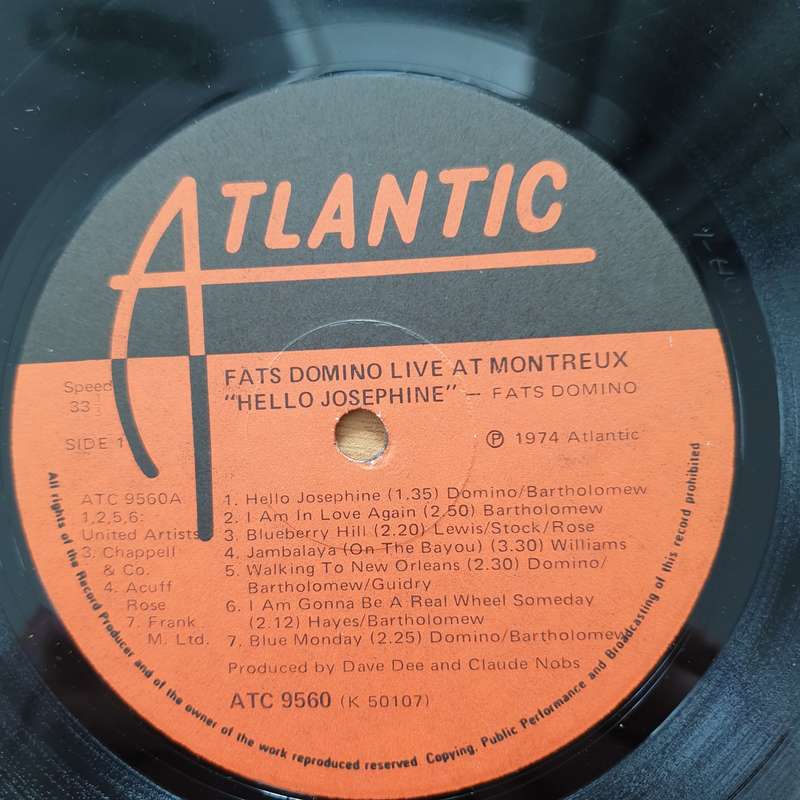 ATLANTIC
FATS DOMINO LIVE AT MONTREUX
"HELLO JOSEPHINE" – FATS DOMINO
Speed
33
SIDE 1
℗ 1974 Atlantic
ATC 9560A
1,2,5,6:
United Artists
3. Chappell
& Co.
4. Acuff
Rose
7. Frank
M. Ltd.
1. Hello Josephine (1.35) Domino/Bartholomew
2. I Am In Love Again (2.50) Bartholomew
3. Blueberry Hill (2.20) Lewis/Stock/Rose
4. Jambalaya (On The Bayou) (3.30) Williams
5. Walking To New Orleans (2.30) Domino/
Bartholomew/Guidry
6. I Am Gonna Be A Real Wheel Someday
(2.12) Hayes/Bartholomew
7. Blue Monday (2.25) Domino/Bartholomew
Produced by Dave Dee and Claude Nobs
ATC 9560 (K 50107)
All rights of the Record Producer and of the owner of the work reproduced reserved. Copying, Public Performance and Broadcasting of this record prohibited